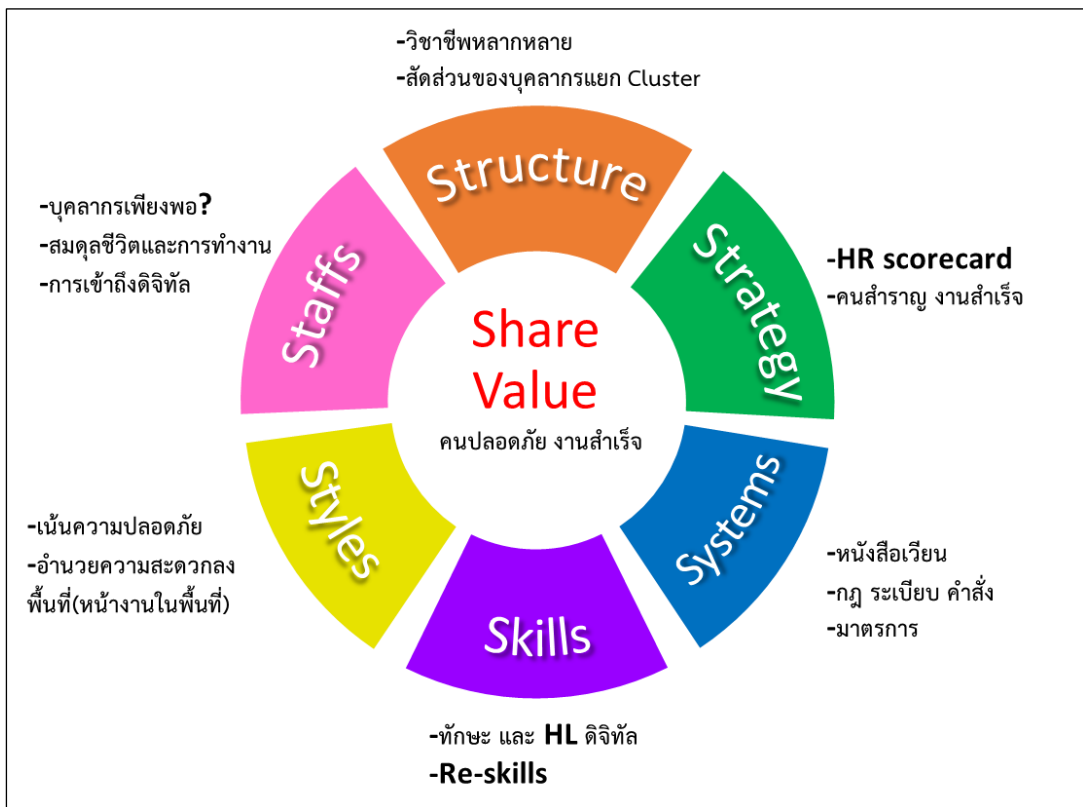 -วิชาชีพหลากหลาย
-สัดส่วนของบุคลากรแยก Cluster
Structure
Strategy
-HR scorecard
-คนสำราญ งานสำเร็จ
Systems
-หนังสือเวียน
-กฎ ระเบียบ คำสั่ง
-มาตรการ
Skills
-ทักษะ และ HL ดิจิทัล
-Re-skills
Styles
-เน้นความปลอดภัย
-อำนวยความสะดวกลง
พื้นที่(หน้างานในพื้นที่)
Staffs
-บุคลากรเพียงพอ?
-สมดุลชีวิตและการทำงาน
-การเข้าถึงดิจิทัล
Share
Value
คนปลอดภัย งานสำเร็จ